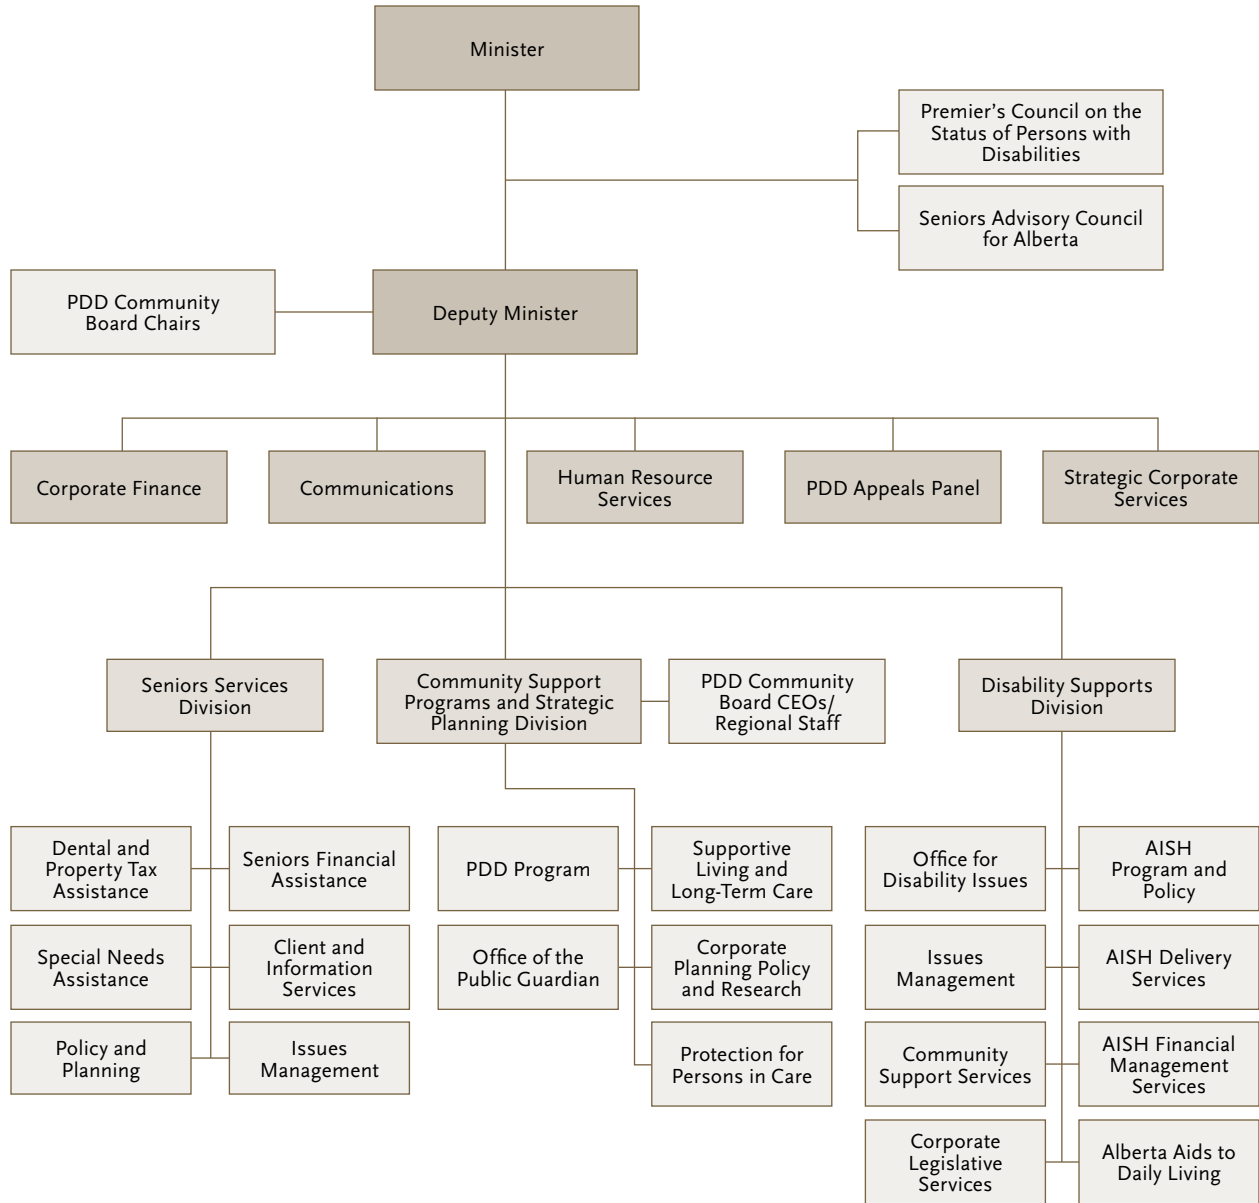 Minister
Premier’s Council on the
Status of Persons with
Disabilities
Seniors Advisory Council
for Alberta
PDD Community
Board Chairs
Deputy Minister
Corporate Finance
Communications
Human Resource
Services
PDD Appeals Panel
Strategic Corporate
Services
Seniors Services
Division
Community Support
Programs and Strategic
Planning Division
PDD Community
Board CEOs/
Regional Staff
Disability Supports
Division
Dental and
Property Tax
Assistance
Seniors Financial
Assistance
PDD Program
Supportive
Living and
Long-Term Care
Office for
Disability Issues
AISH
Program and
Policy
Special Needs
Assistance
Client and
Information
Services
Office of the
Public Guardian
Corporate
Planning Policy
and Research
Issues
Management
AISH Delivery
Services
Policy and
Planning
Issues
Management
Protection for
Persons in Care
Community
Support Services
AISH Financial
Management
Services
Corporate
Legislative
Services
Alberta Aids to
Daily Living